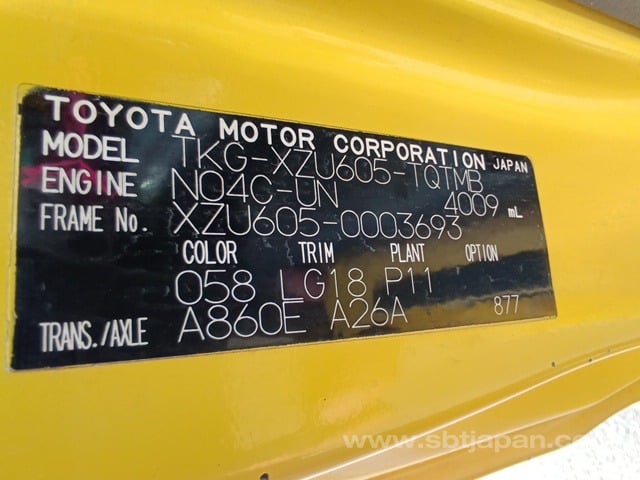 TOYOTA MOTOR CORPORATION JAPAN
MODEL TKG-XZU605-TQTMB
ENGINE N04C-UN 4009 mL
FRAME No. XZU605-0003693
COLOR TRIM PLANT OPTION
058 LG18 P11
TRANS./AXLE A860E A26A 877
www.sbtjapan.c